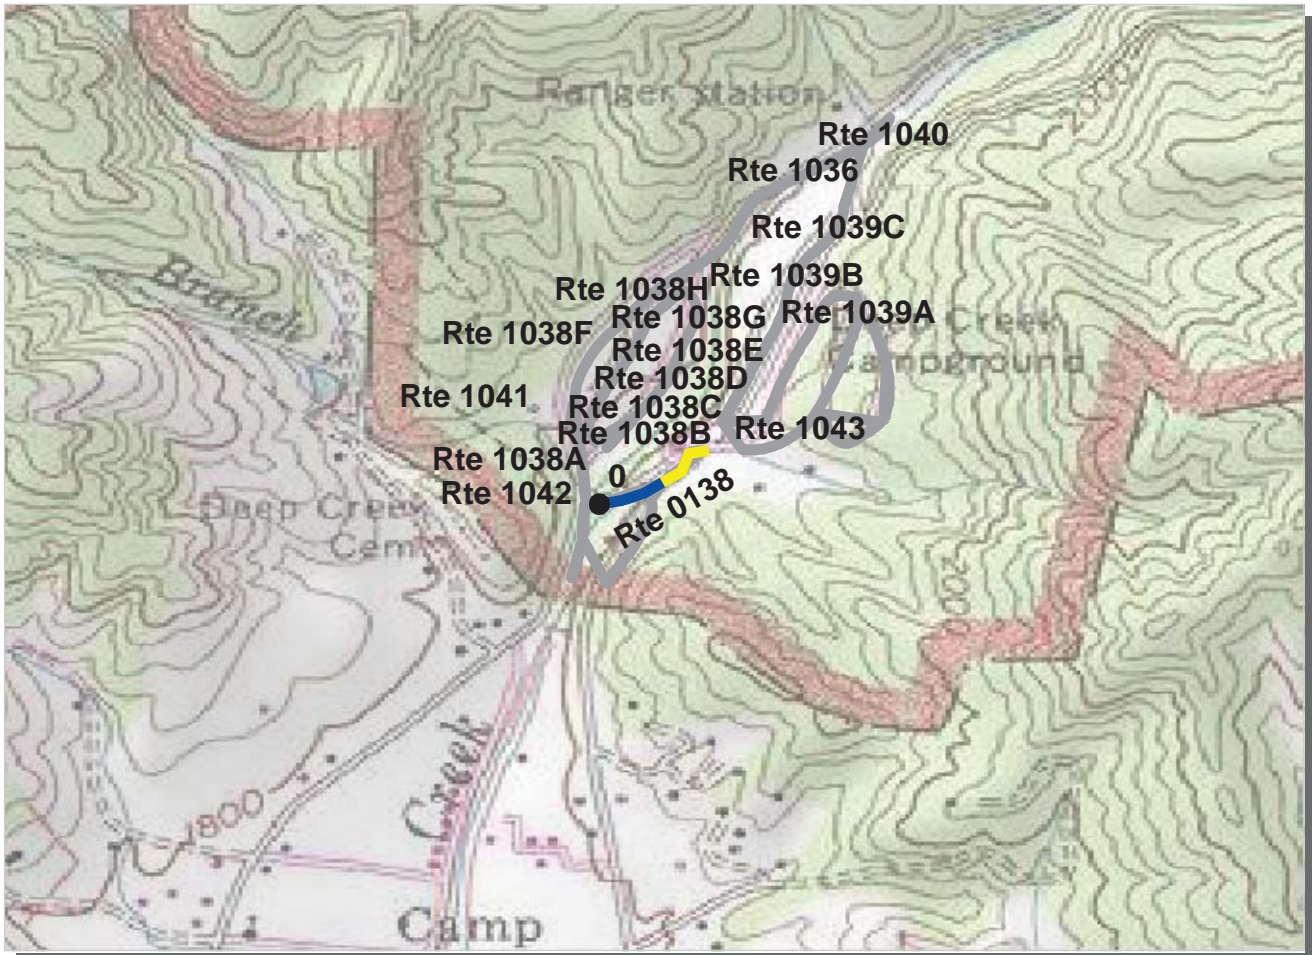 Ranger station
Rte 1040
Rte 1036
Rte 1039C
Branch
Rte 1039B
Rte 1038H
Rte 1039A
Rte 1038G
Creek
Rte 1038F
Rte 1038E
Campground
Rte 1038D
Rte 1041
Rte 1038C
Rte 1043
Rte 1038B
Rte 1038A
0
Rte 1042
Rte 0138
Deep Creek
Cem
Creek
1800
Camp